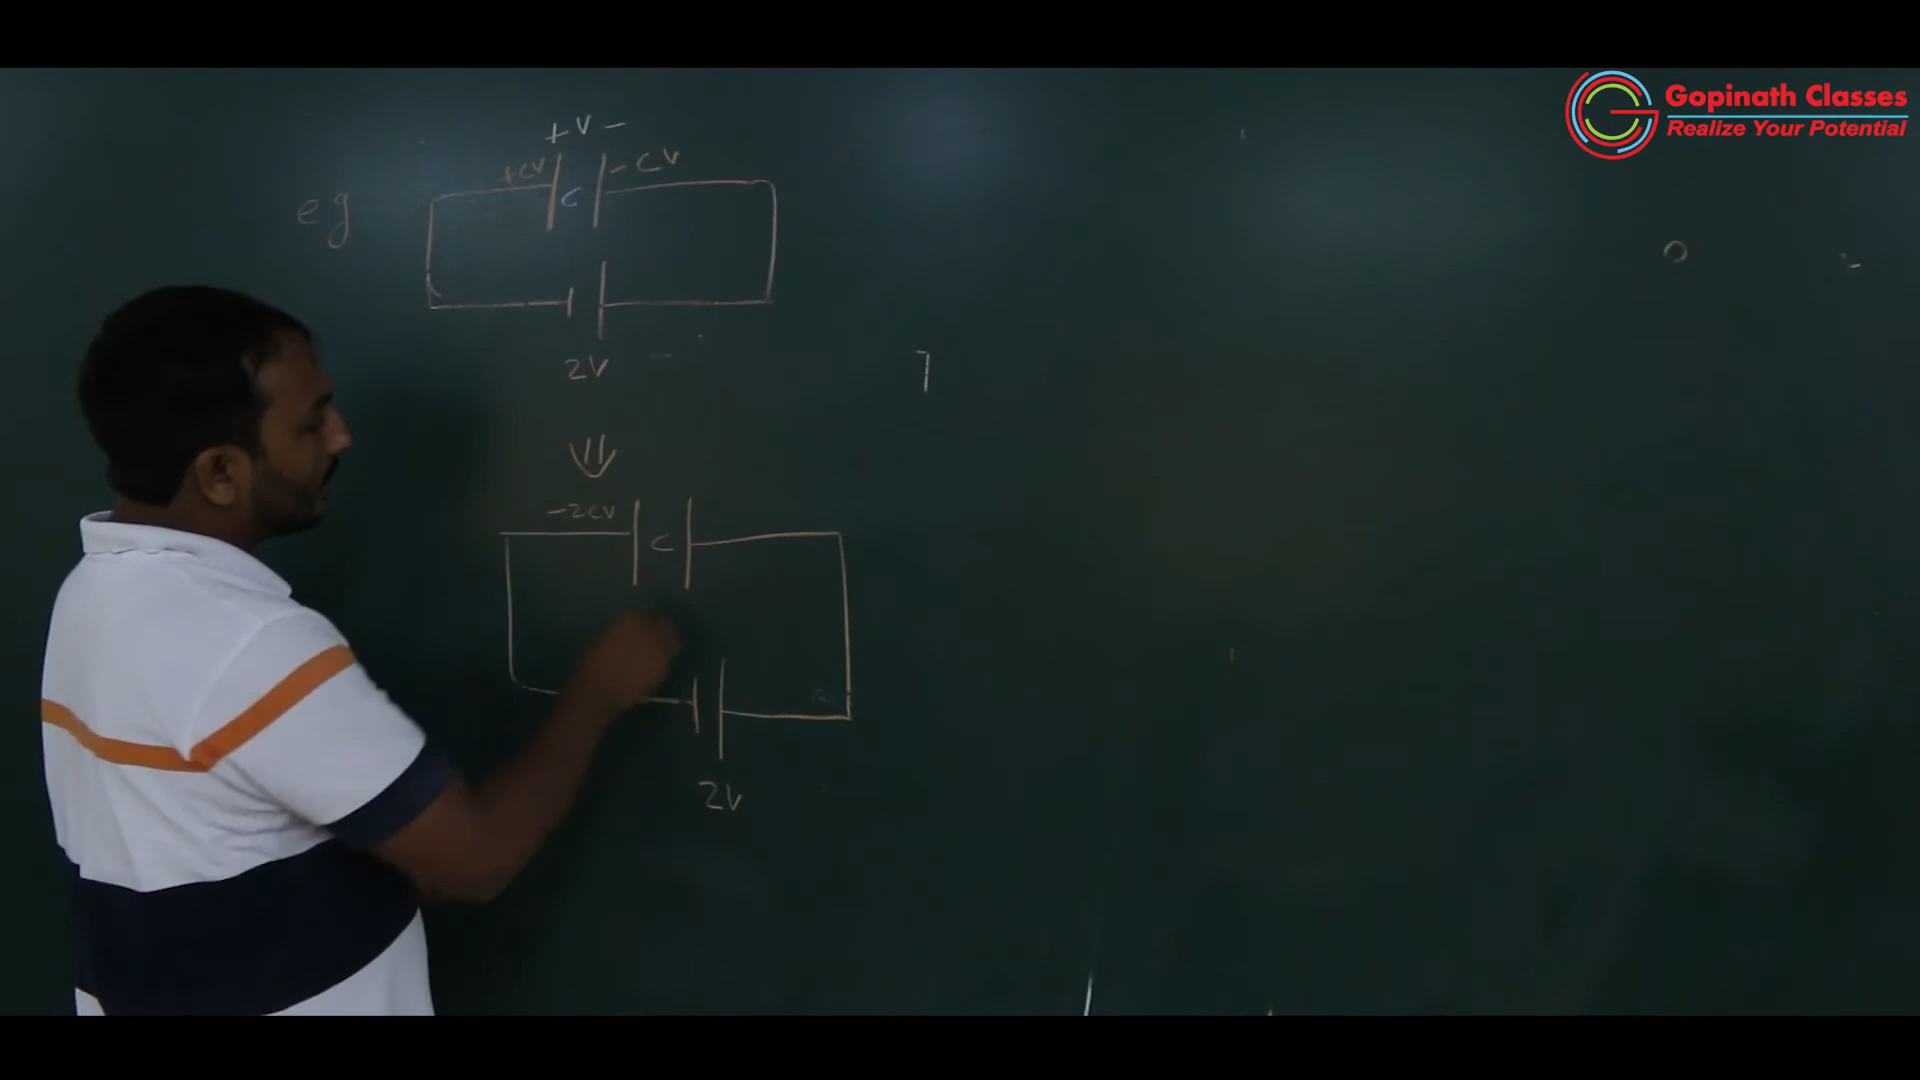 Gopinath Classes
Realize Your Potential
+ V -
+CV C -CV
eg
2V
-2CV C
2V